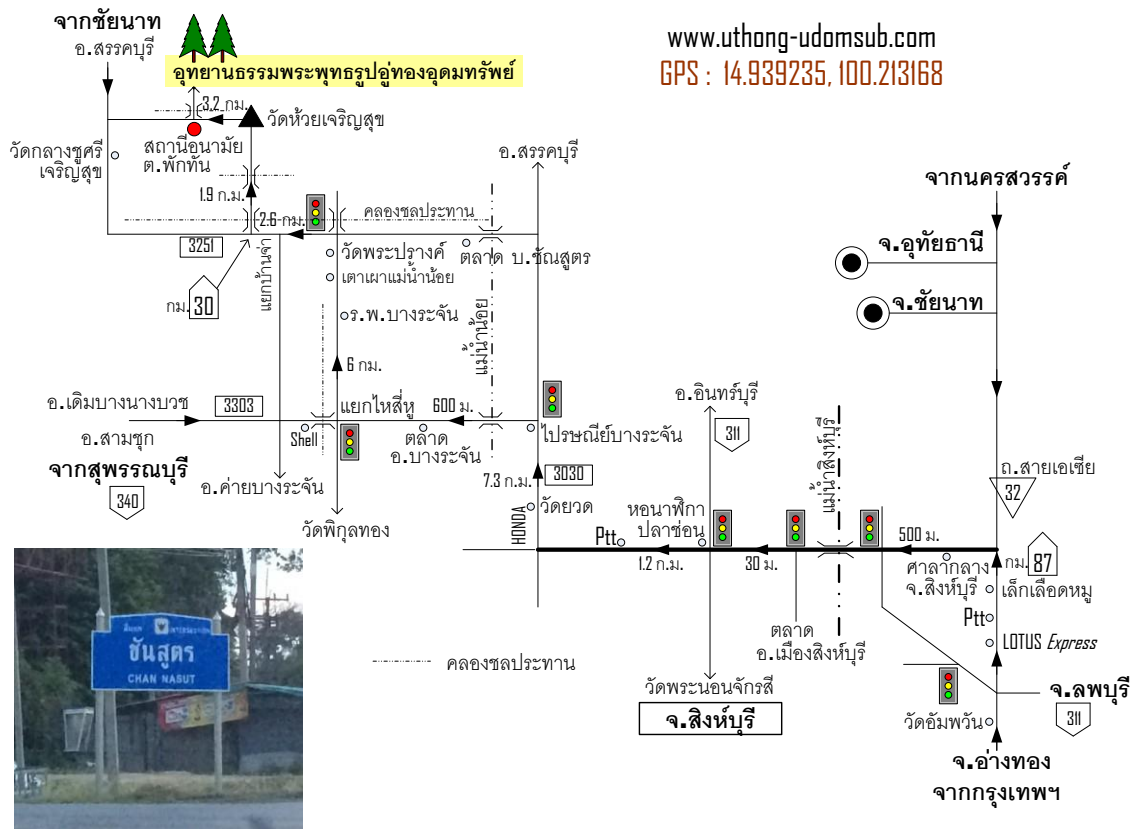 จากชัยนาท
อ.สรรคบุรี
อุทยานธรรมพระพุทธรูปอู่ทองอุดมทรัพย์
www.uthong-udomsub.com
GPS : 14.939235, 100.213168
3.2 กม.
วัดห้วยเจริญสุข
สถานีอนามัย
ต.พักทัน
วัดกลางชูศรี
เจริญสุข
อ.สรรคบุรี
จากนครสวรรค์
1.9 ก.ม.
2.6 กม.
คลองชลประทาน
3251
แยกบ้านจ่า
วัดพระปรางค์
ตลาด บ.ชัณสูตร
เตาเผาแม่น้ำน้อย
จ.อุทัยธานี
จ.ชัยนาท
กม. 30
ร.พ.บางระจัน
แม่น้ำน้อย
6 กม.
อ.เดิมบางนางบวช
3303
แยกไหสี่หู
600 ม.
อ.อินทร์บุรี
อ.สามชุก
Shell
ตลาด
อ.บางระจัน
ไปรษณีย์บางระจัน
311
แม่น้ำสิงห์บุรี
จากสุพรรณบุรี
340
อ.ค่ายบางระจัน
7.3 ก.ม.
3030
ถ.สายเอเซีย
32
วัดพิกุลทอง
HONDA
วัดยวด
หอนาฬิกา
ปลาช่อน
Ptt
1.2 ก.ม.
30 ม.
500 ม.
ศาลากลาง
จ.สิงห์บุรี
กม. 87
เล็กเลือดหมู
Ptt
LOTUS Express
ตลาด
อ.เมืองสิงห์บุรี
คลองชลประทาน
วัดพระนอนจักรสี
จ.สิงห์บุรี
จ.ลพบุรี
311
วัดอัมพวัน
จ.อ่างทอง
จากกรุงเทพฯ
ชันสูตร
CHAN NASUT